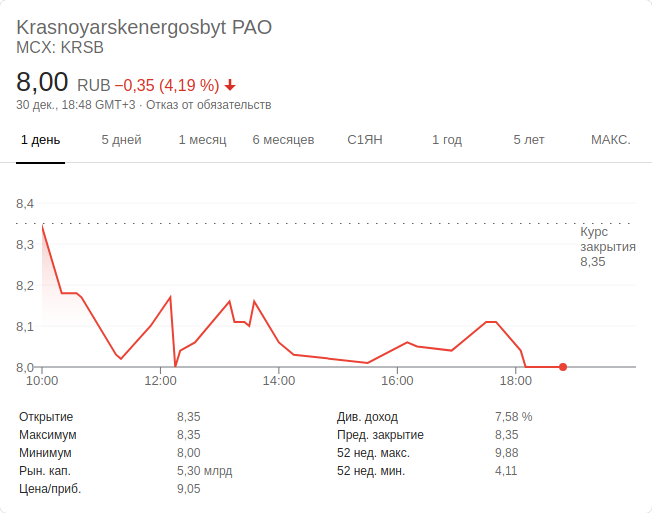 Krasnoyarskenergosbyt PAO
MCX: KRSB
8,00 RUB −0,35 (4,19 %)
30 дек., 18:48 GMT+3 · Отказ от обязательств
1 день 5 дней 1 месяц 6 месяцев С1ЯН 1 год 5 лет МАКС.
8,4
8,3
8,2
8,1
8,0
Курс
закрытия
8,35
10:00 12:00 14:00 16:00 18:00
Открытие 8,35 Див. доход 7,58 %
Максимум 8,35 Пред. закрытие 8,35
Минимум 8,00 52 нед. макс. 9,88
Рын. кап. 5,30 млрд 52 нед. мин. 4,11
Цена/приб. 9,05